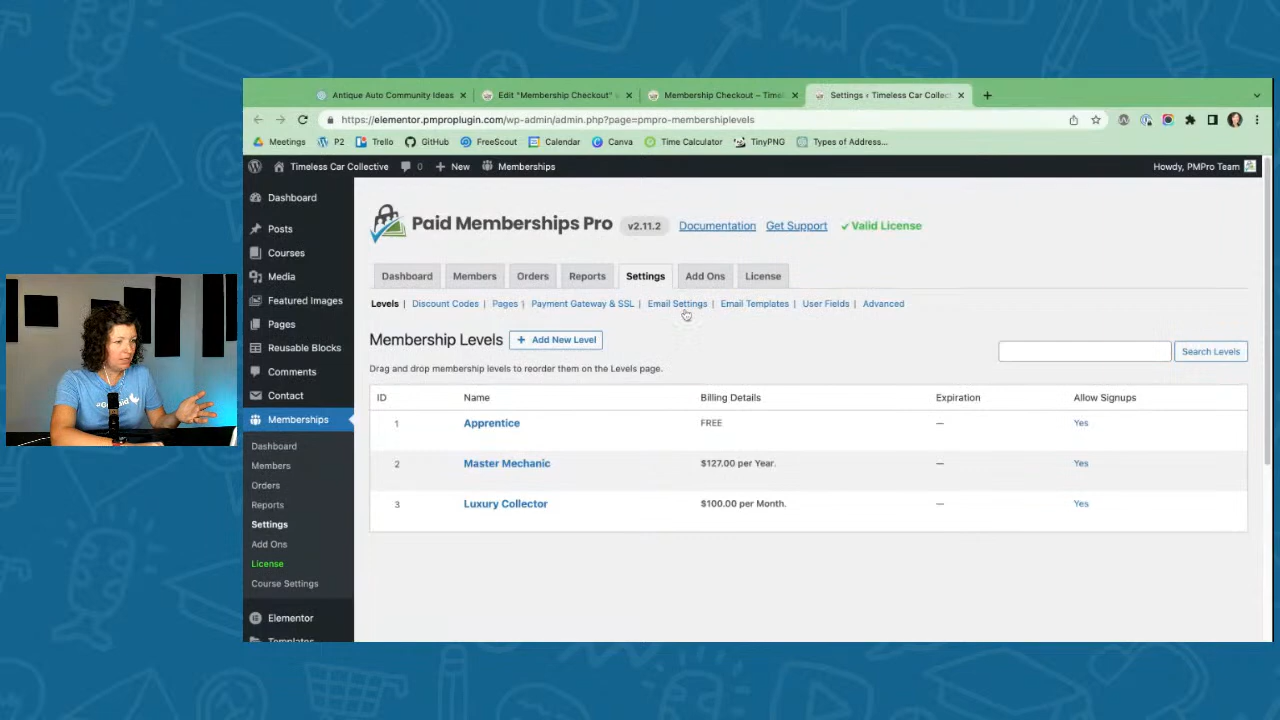 Antique Auto Community Ideas
Edit "Membership Checkout"
Membership Checkout – Time
Settings ‹ Timeless Car Collec
https://elementor.pmproplugin.com/wp-admin/admin.php?page=pmpro-membershiplevels
Meetings P2 Trello GitHub FreeScout Calendar Canva Time Calculator TinyPNG Types of Address...
Timeless Car Collective 0 New Memberships Howdy, PMPro Team
Dashboard
Posts
Courses
Media
Featured Images
Pages
Reusable Blocks
Comments
Contact
Memberships
Dashboard
Members
Orders
Reports
Settings
Add Ons
License
Course Settings
Elementor
Templates
Paid Memberships Pro v2.11.2 Documentation Get Support Valid License
Dashboard Members Orders Reports Settings Add Ons License
Levels | Discount Codes | Pages | Payment Gateway & SSL | Email Settings | Email Templates | User Fields | Advanced
Membership Levels + Add New Level
Search Levels
Drag and drop membership levels to reorder them on the Levels page.
ID Name Billing Details Expiration Allow Signups
1 Apprentice FREE — Yes
2 Master Mechanic $127.00 per Year. — Yes
3 Luxury Collector $100.00 per Month. — Yes